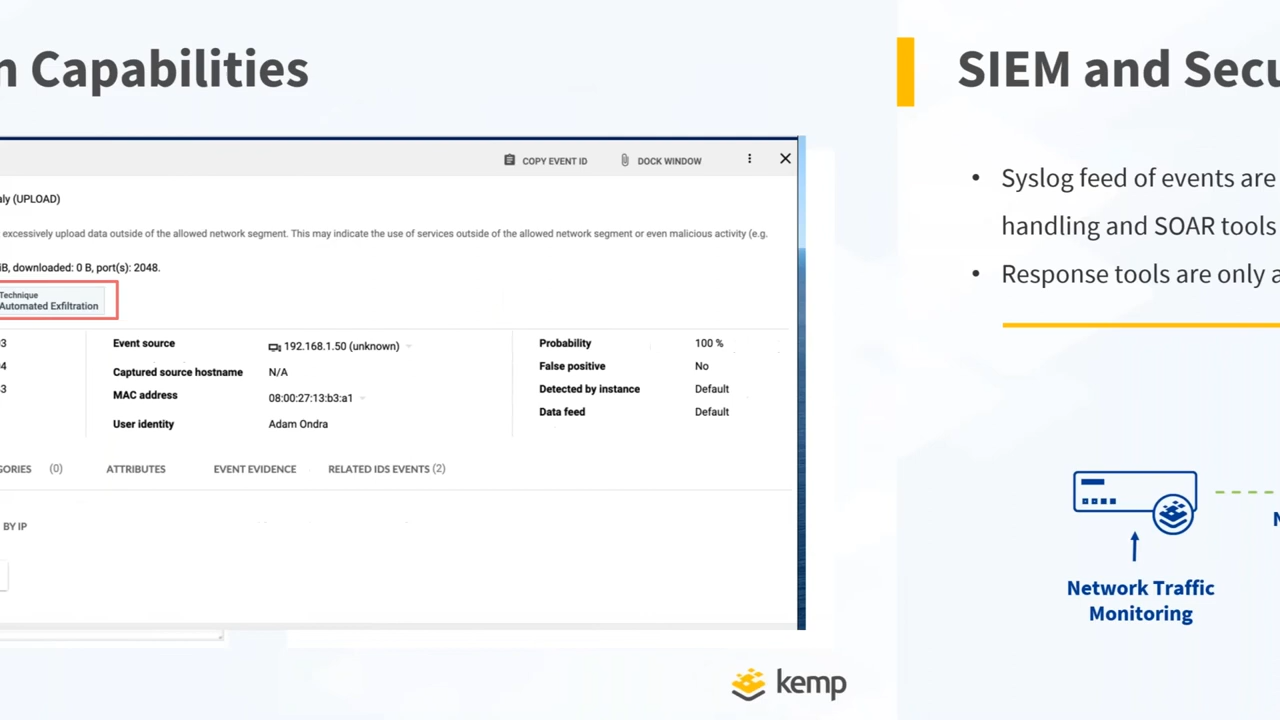 n Capabilities
COPY EVENT ID
DOCK WINDOW
aly (UPLOAD)
excessively upload data outside of the allowed network segment. This may indicate the use of services outside of the allowed network segment or even malicious activity (e.g.
iB, downloaded: 0 B, port(s): 2048.
Technique
Automated Exfiltration
3
4
3
Event source
192.168.1.50 (unknown)
Captured source hostname
N/A
MAC address
08:00:27:13:b3:a1
User identity
Adam Ondra
Probability
100 %
False positive
No
Detected by instance
Default
Data feed
Default
GORIES (0)
ATTRIBUTES
EVENT EVIDENCE
RELATED IDS EVENTS (2)
BY IP
kemp
SIEM and Secu
• Syslog feed of events are
handling and SOAR tools
• Response tools are only a
N
Network Traffic
Monitoring